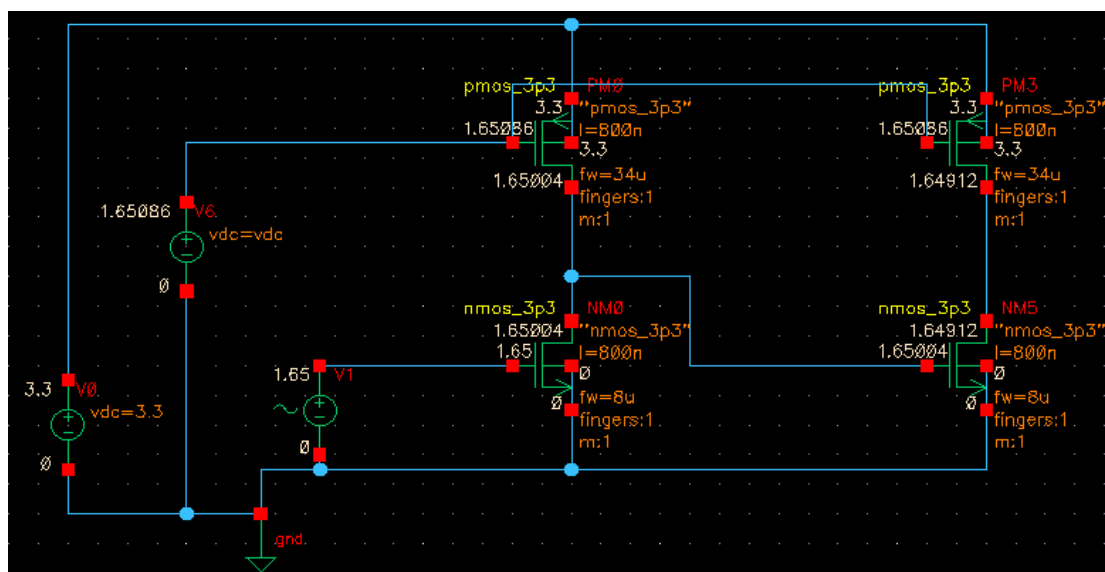 pmos_3p3 PM0
3.3 "pmos_3p3"
1.65086 l=800n
3.3
1.65004 fw=34u
fingers:1
m:1
pmos_3p3 PM3
3.3 "pmos_3p3"
1.65086 l=800n
3.3
1.64912 fw=34u
fingers:1
m:1
1.65086 V6
vdc=vdc
0
nmos_3p3 NM0
1.65004 "nmos_3p3"
1.65 l=800n
0
0 fw=8u
fingers:1
m:1
nmos_3p3 NM5
1.64912 "nmos_3p3"
1.65004 l=800n
0
0 fw=8u
fingers:1
m:1
1.65 V1
0
3.3 V0
vdc=3.3
0
gnd